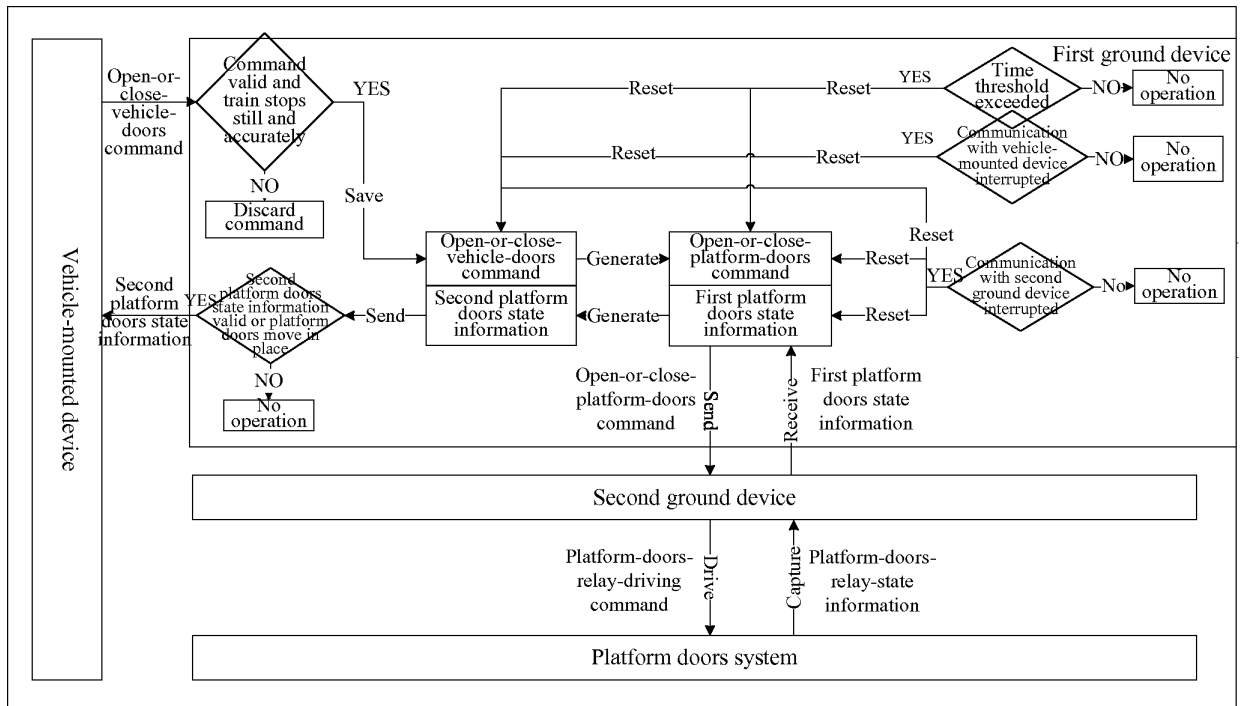 First ground device
Open-or-
close-
vehicle-
doors
command
Command
valid and
train stops
still and
accurately
YES
NO
Discard
command
Save
Reset
Reset
YES
Time
threshold
exceeded
NO
No
operation
Reset
Reset
YES
Communication
with vehicle-
mounted device
interrupted
NO
No
operation
Reset
Open-or-close-
vehicle-doors
command
Generate
Open-or-close-
platform-doors
command
Reset
YES
Communication
with second
ground device
interrupted
No
No
operation
Second
platform
doors state
information
YES
Second
platform doors
state information
valid or platform
doors move in
place
Send
Second platform
doors state
information
Generate
First platform
doors state
information
Reset
NO
No
operation
Vehicle-mounted device
Open-or-close-
platform-doors
command
Send
Receive
First platform
doors state
information
Second ground device
Platform-doors-
relay-driving
command
Drive
Capture
Platform-doors-
relay-state
information
Platform doors system